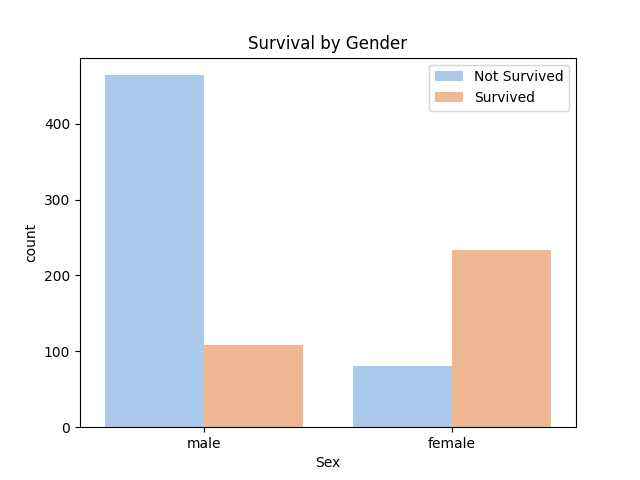 Survival by Gender
Not Survived
Survived
400
300
200
100
0
count
male female
Sex